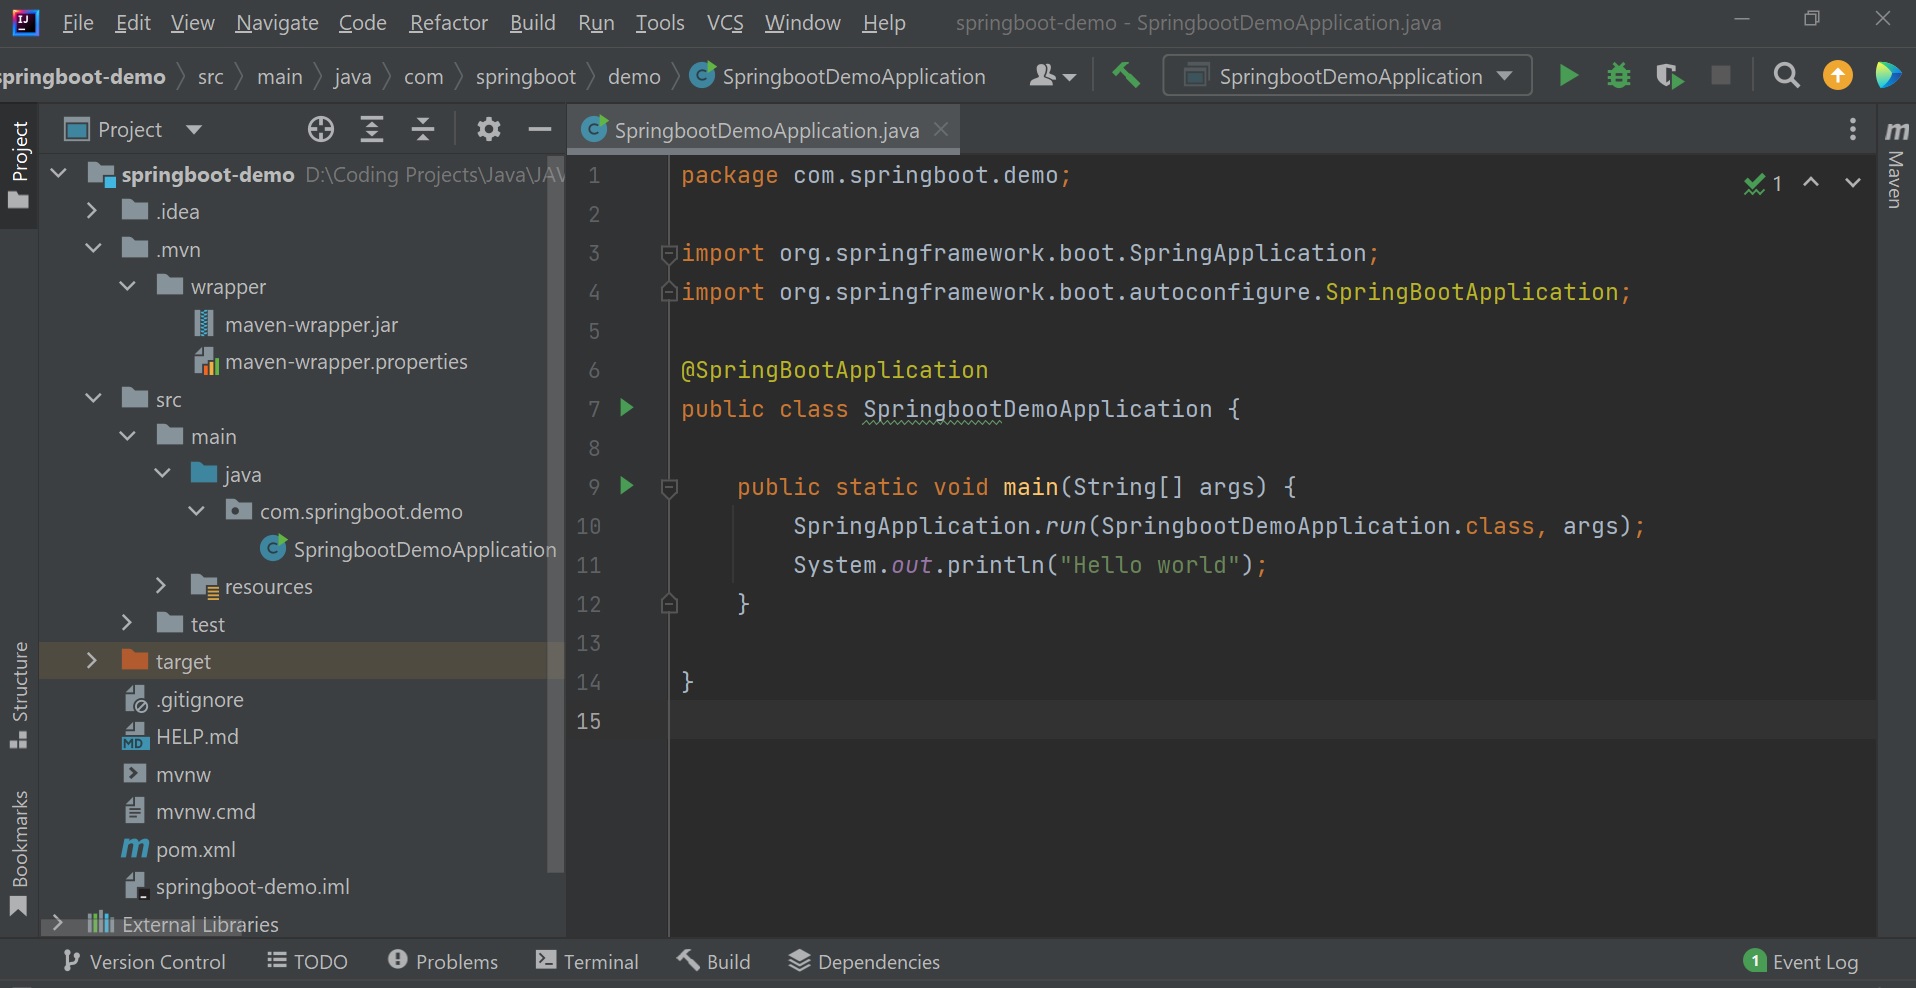 File Edit View Navigate Code Refactor Build Run Tools VCS Window Help springboot-demo - SpringbootDemoApplication.java
springboot-demo src main java com springboot demo SpringbootDemoApplication SpringbootDemoApplication
Project
Project
springboot-demo D:\Coding Projects\Java\JAV
.idea
.mvn
wrapper
maven-wrapper.jar
maven-wrapper.properties
src
main
java
com.springboot.demo
SpringbootDemoApplication
resources
test
target
.gitignore
HELP.md
mvnw
mvnw.cmd
pom.xml
springboot-demo.iml
External Libraries
Structure
Bookmarks
SpringbootDemoApplication.java
1 package com.springboot.demo;
2
3 import org.springframework.boot.SpringApplication;
4 import org.springframework.boot.autoconfigure.SpringBootApplication;
5
6 @SpringBootApplication
7 public class SpringbootDemoApplication {
8
9 public static void main(String[] args) {
10 SpringApplication.run(SpringbootDemoApplication.class, args);
11 System.out.println("Hello world");
12 }
13
14 }
15
1
m
Maven
Version Control TODO Problems Terminal Build Dependencies 1 Event Log